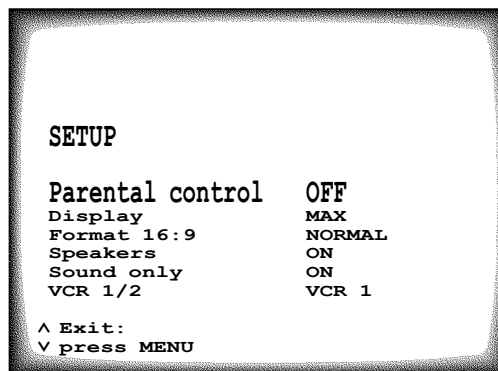 SETUP
Parental control OFF
Display MAX
Format 16:9 NORMAL
Speakers ON
Sound only ON
VCR 1/2 VCR 1
∧ Exit:
∨ press MENU